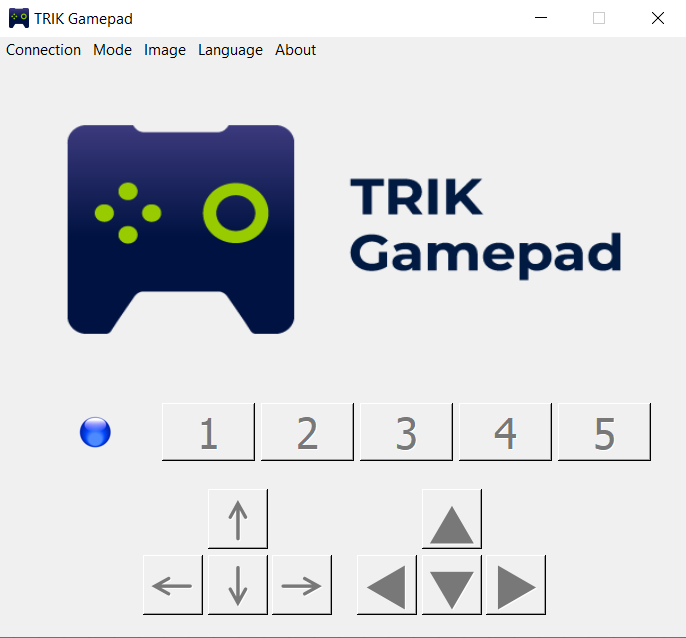 TRIK Gamepad
Connection Mode Image Language About
TRIK
Gamepad
1 2 3 4 5